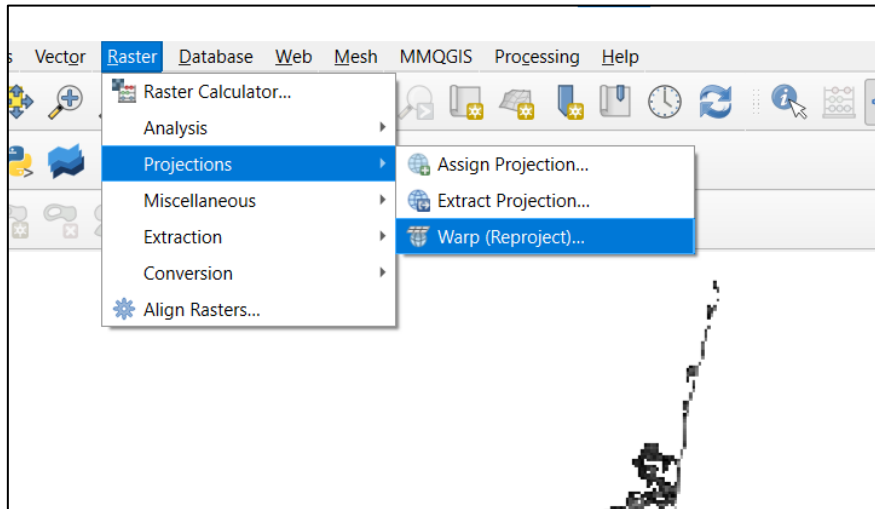 s Vector Raster Database Web Mesh MMQGIS Processing Help
Raster Calculator...
Analysis
Projections
Assign Projection...
Miscellaneous
Extract Projection...
Extraction
Warp (Reproject)...
Conversion
Align Rasters...